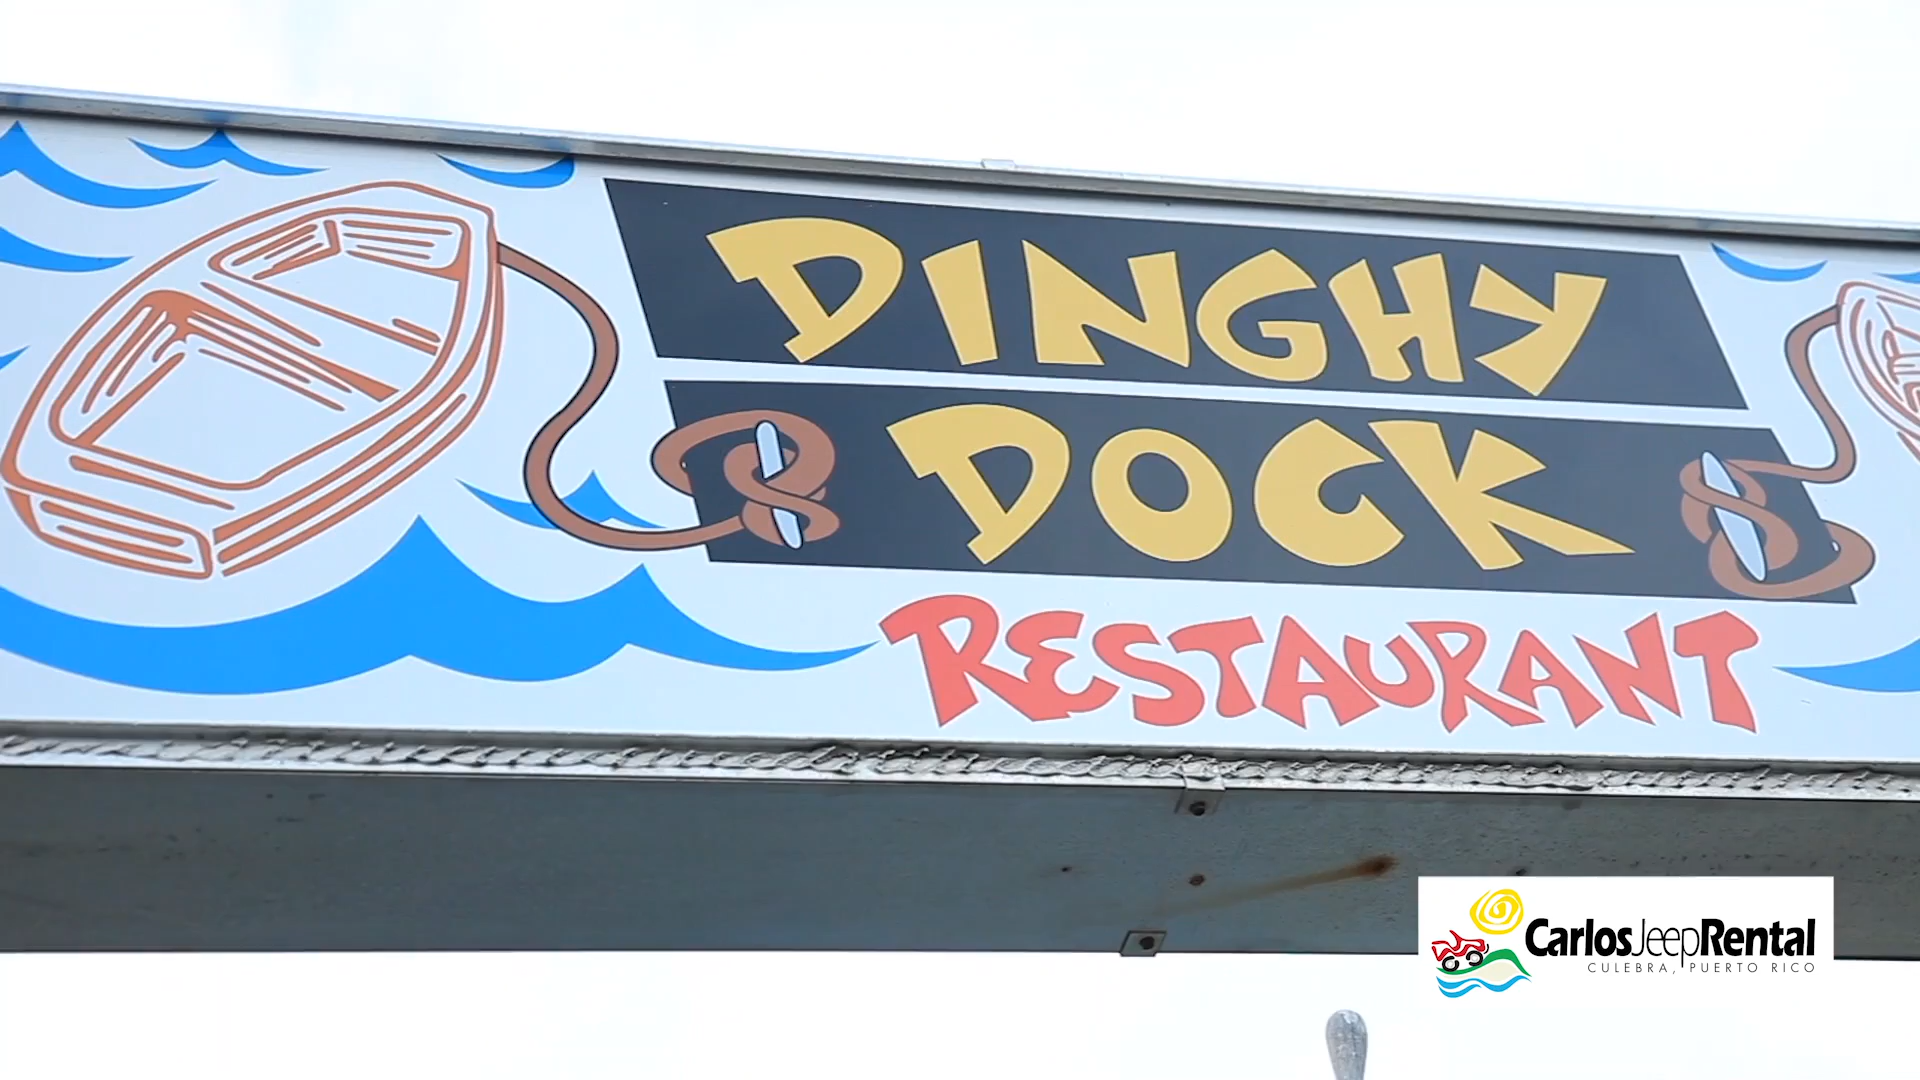 DINGHY
DOCK
RESTAURANT
CarlosJeepRental
CULEBRA, PUERTO RICO